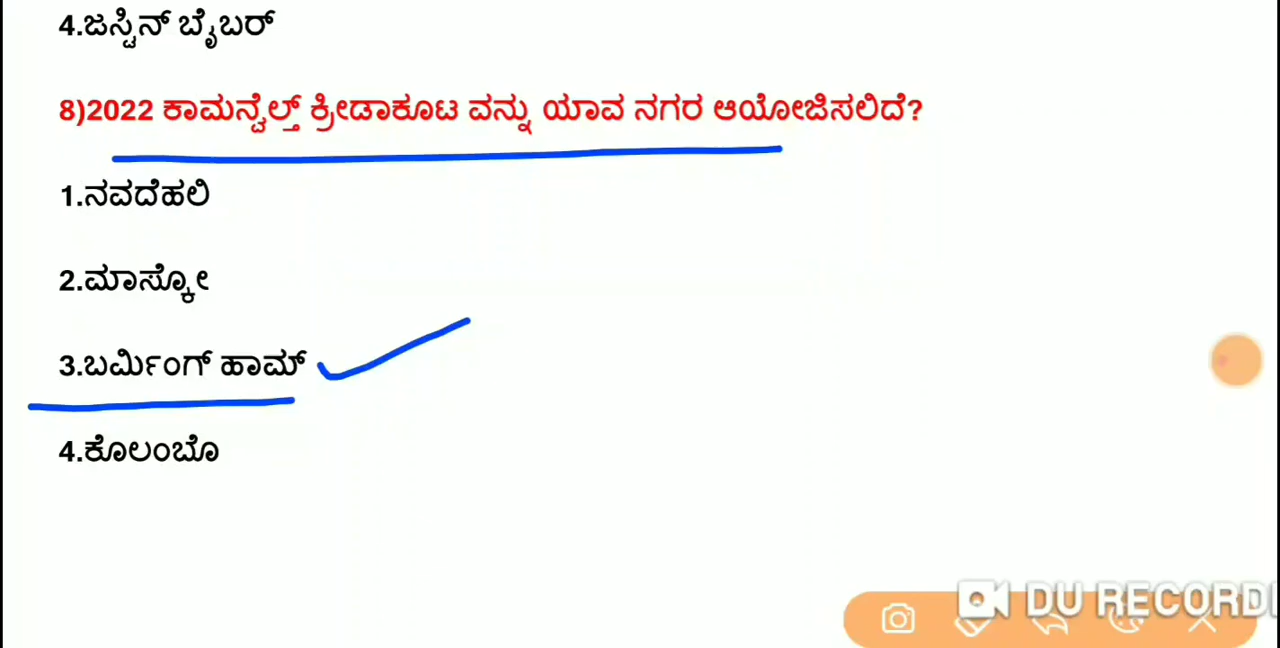 4.ಜಸ್ಟಿನ್ ಬೈಬರ್
8)2022 ಕಾಮನ್ವೆಲ್ತ್ ಕ್ರೀಡಾಕೂಟ ವನ್ನು ಯಾವ ನಗರ ಆಯೋಜಿಸಲಿದೆ?
1.ನವದೆಹಲಿ
2.ಮಾಸ್ಕೋ
3.ಬರ್ಮಿಂಗ್ ಹಾಮ್
4.ಕೊಲಂಬೊ
DU RECORD